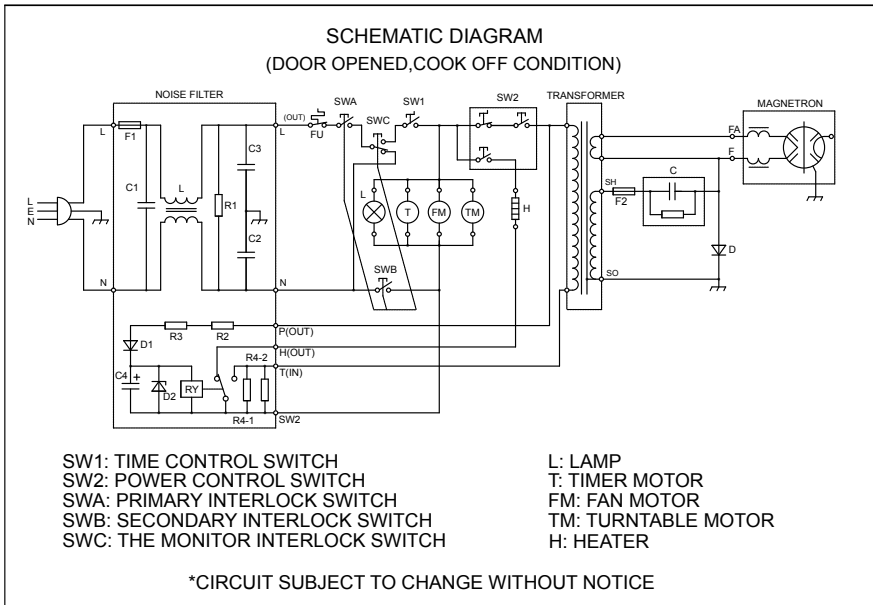 SCHEMATIC DIAGRAM
(DOOR OPENED,COOK OFF CONDITION)
NOISE FILTER
SWA
SWC
SW1
SW2
TRANSFORMER
MAGNETRON
L
F1
(OUT)
L
FU
FA
F
C1
L
R1
C3
C2
L
E
N
L
T
FM
TM
H
SH
F2
C
D
SO
N
N
SWB
P(OUT)
R3
R2
D1
H(OUT)
R4-2
T(IN)
C4
+
D2
RY
R4-1
SW2
SW1: TIME CONTROL SWITCH
SW2: POWER CONTROL SWITCH
SWA: PRIMARY INTERLOCK SWITCH
SWB: SECONDARY INTERLOCK SWITCH
SWC: THE MONITOR INTERLOCK SWITCH
L: LAMP
T: TIMER MOTOR
FM: FAN MOTOR
TM: TURNTABLE MOTOR
H: HEATER
*CIRCUIT SUBJECT TO CHANGE WITHOUT NOTICE